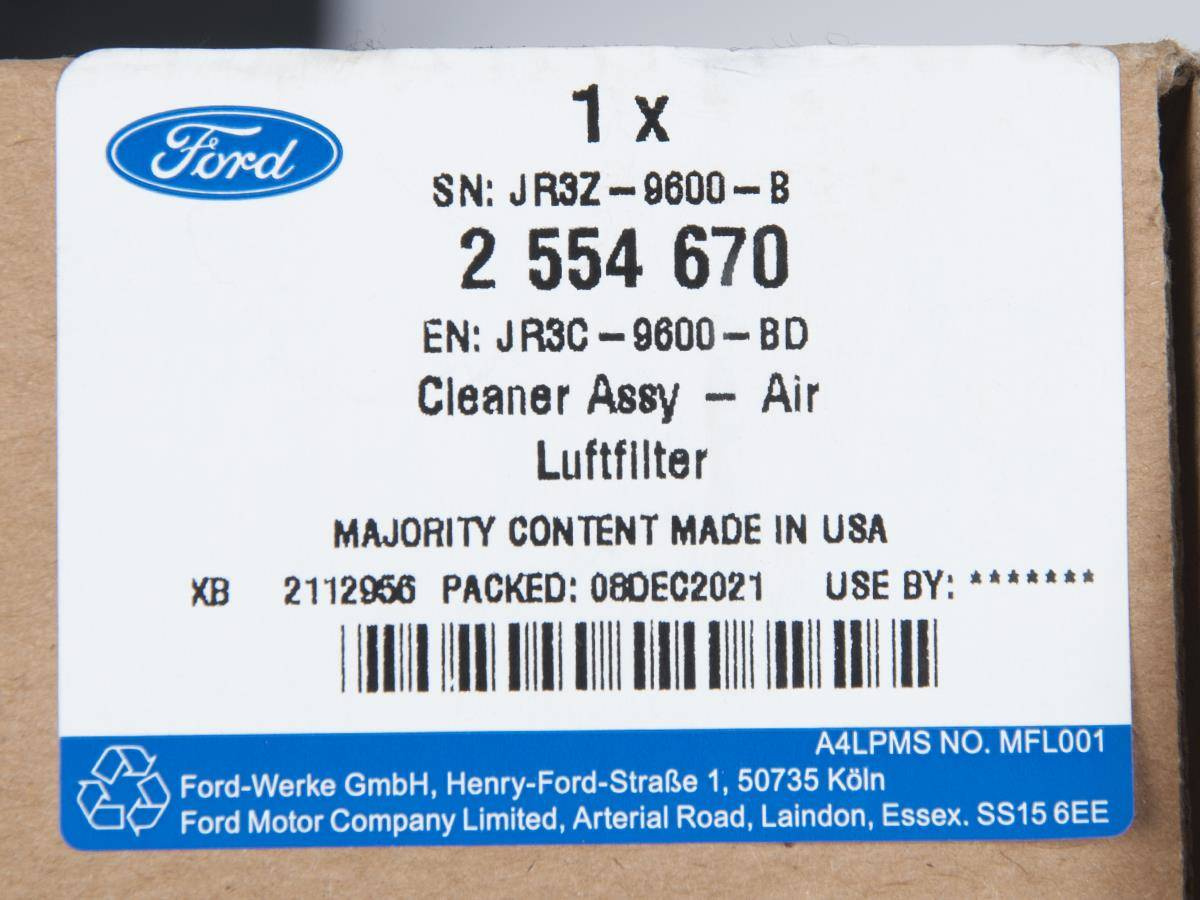 Ford
1 x
SN: JR3Z-9600-B
2 554 670
EN: JR3C-9600-BD
Cleaner Assy - Air
Luftfilter
MAJORITY CONTENT MADE IN USA
XB 2112956 PACKED: 08DEC2021 USE BY: *******
A4LPMS NO. MFL001
Ford-Werke GmbH, Henry-Ford-Straße 1, 50735 Köln
Ford Motor Company Limited, Arterial Road, Laindon, Essex. SS15 6EE